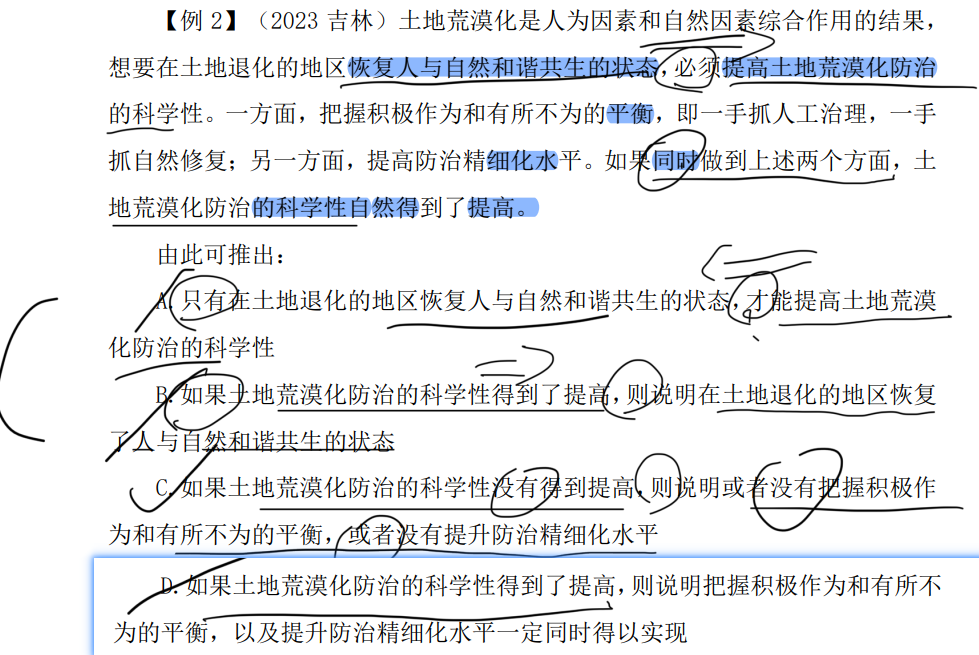 【例 2】（2023 吉林）土地荒漠化是人为因素和自然因素综合作用的结果，
想要在土地退化的地区恢复人与自然和谐共生的状态，必须提高土地荒漠化防治
的科学性。一方面，把握积极作为和有所不为的平衡，即一手抓人工治理，一手
抓自然修复；另一方面，提高防治精细化水平。如果同时做到上述两个方面，土
地荒漠化防治的科学性自然得到了提高。
由此可推出：
A. 只有在土地退化的地区恢复人与自然和谐共生的状态，才能提高土地荒漠
化防治的科学性
B. 如果土地荒漠化防治的科学性得到了提高，则说明在土地退化的地区恢复
了人与自然和谐共生的状态
C. 如果土地荒漠化防治的科学性没有得到提高，则说明或者没有把握积极作
为和有所不为的平衡，或者没有提升防治精细化水平
D. 如果土地荒漠化防治的科学性得到了提高，则说明把握积极作为和有所不
为的平衡，以及提升防治精细化水平一定同时得以实现